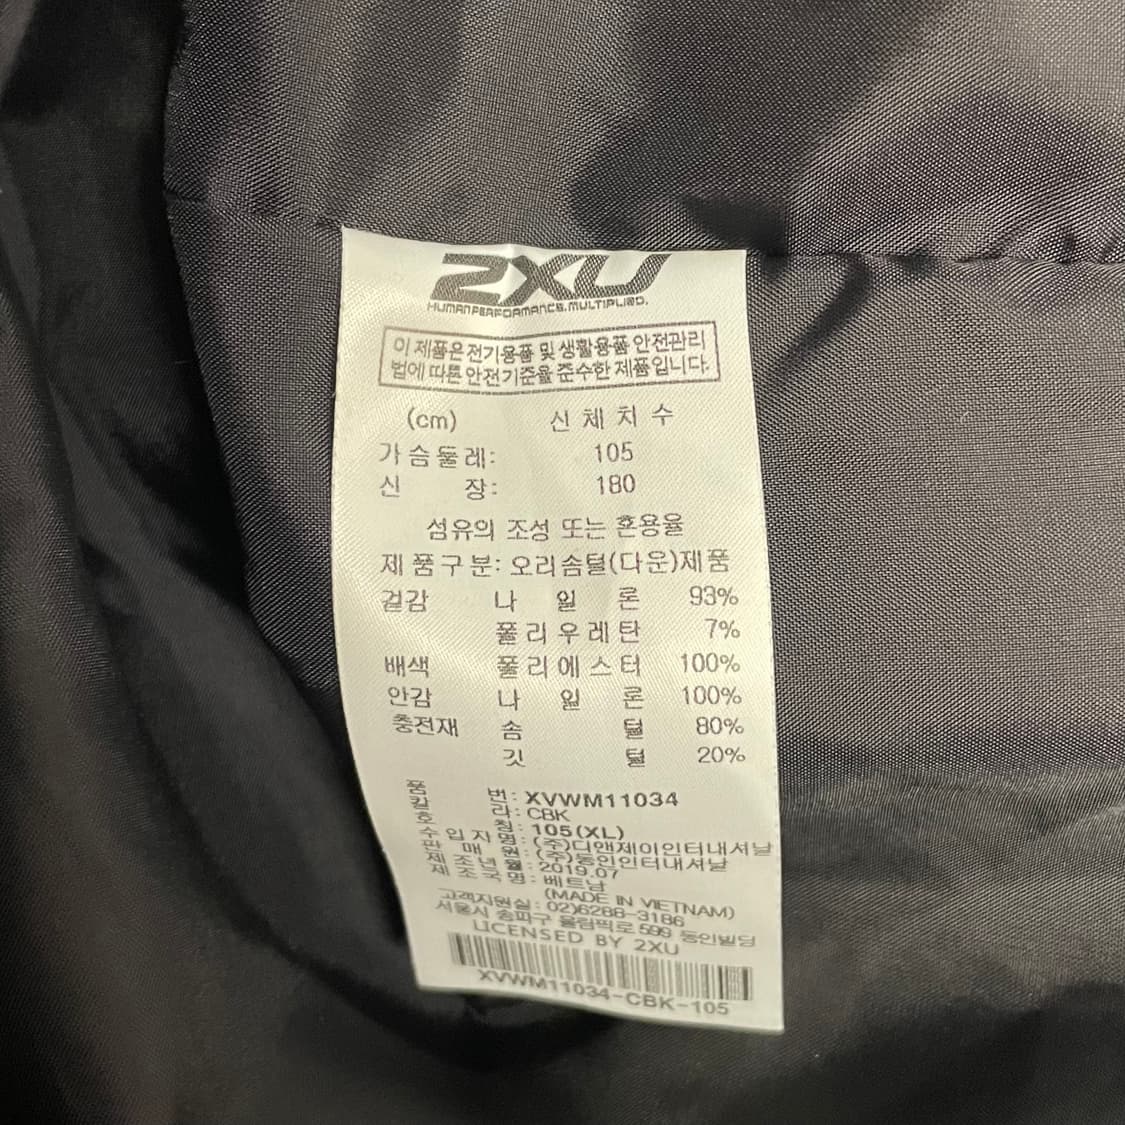 2XU
HUMAN PERFORMANCE. MULTIPLIED.
이 제품은 전기용품 및 생활용품 안전관리
법에 따른 안전기준을 준수한 제품입니다.
(cm) 신체치수
가슴둘레: 105
신장: 180
섬유의 조성 또는 혼용율
제품구분: 오리솜털(다운)제품
겉감 나일론 93%
폴리우레탄 7%
배색 폴리에스터 100%
안감 나일론 100%
충전재 솜털 80%
깃털 20%
품번: XVWM11034
칼라: CBK
호칭: 105(XL)
수입지명: (주)디앤제이인터내셔날
판매원: (주)동인인터내셔날
제조년월: 2019.07
제조국명: 베트남
(MADE IN VIETNAM)
고객지원실: 02)6288-3186
서울시 송파구 올림픽로 599 동인빌딩
LICENSED BY 2XU
XVWM11034-CBK-105